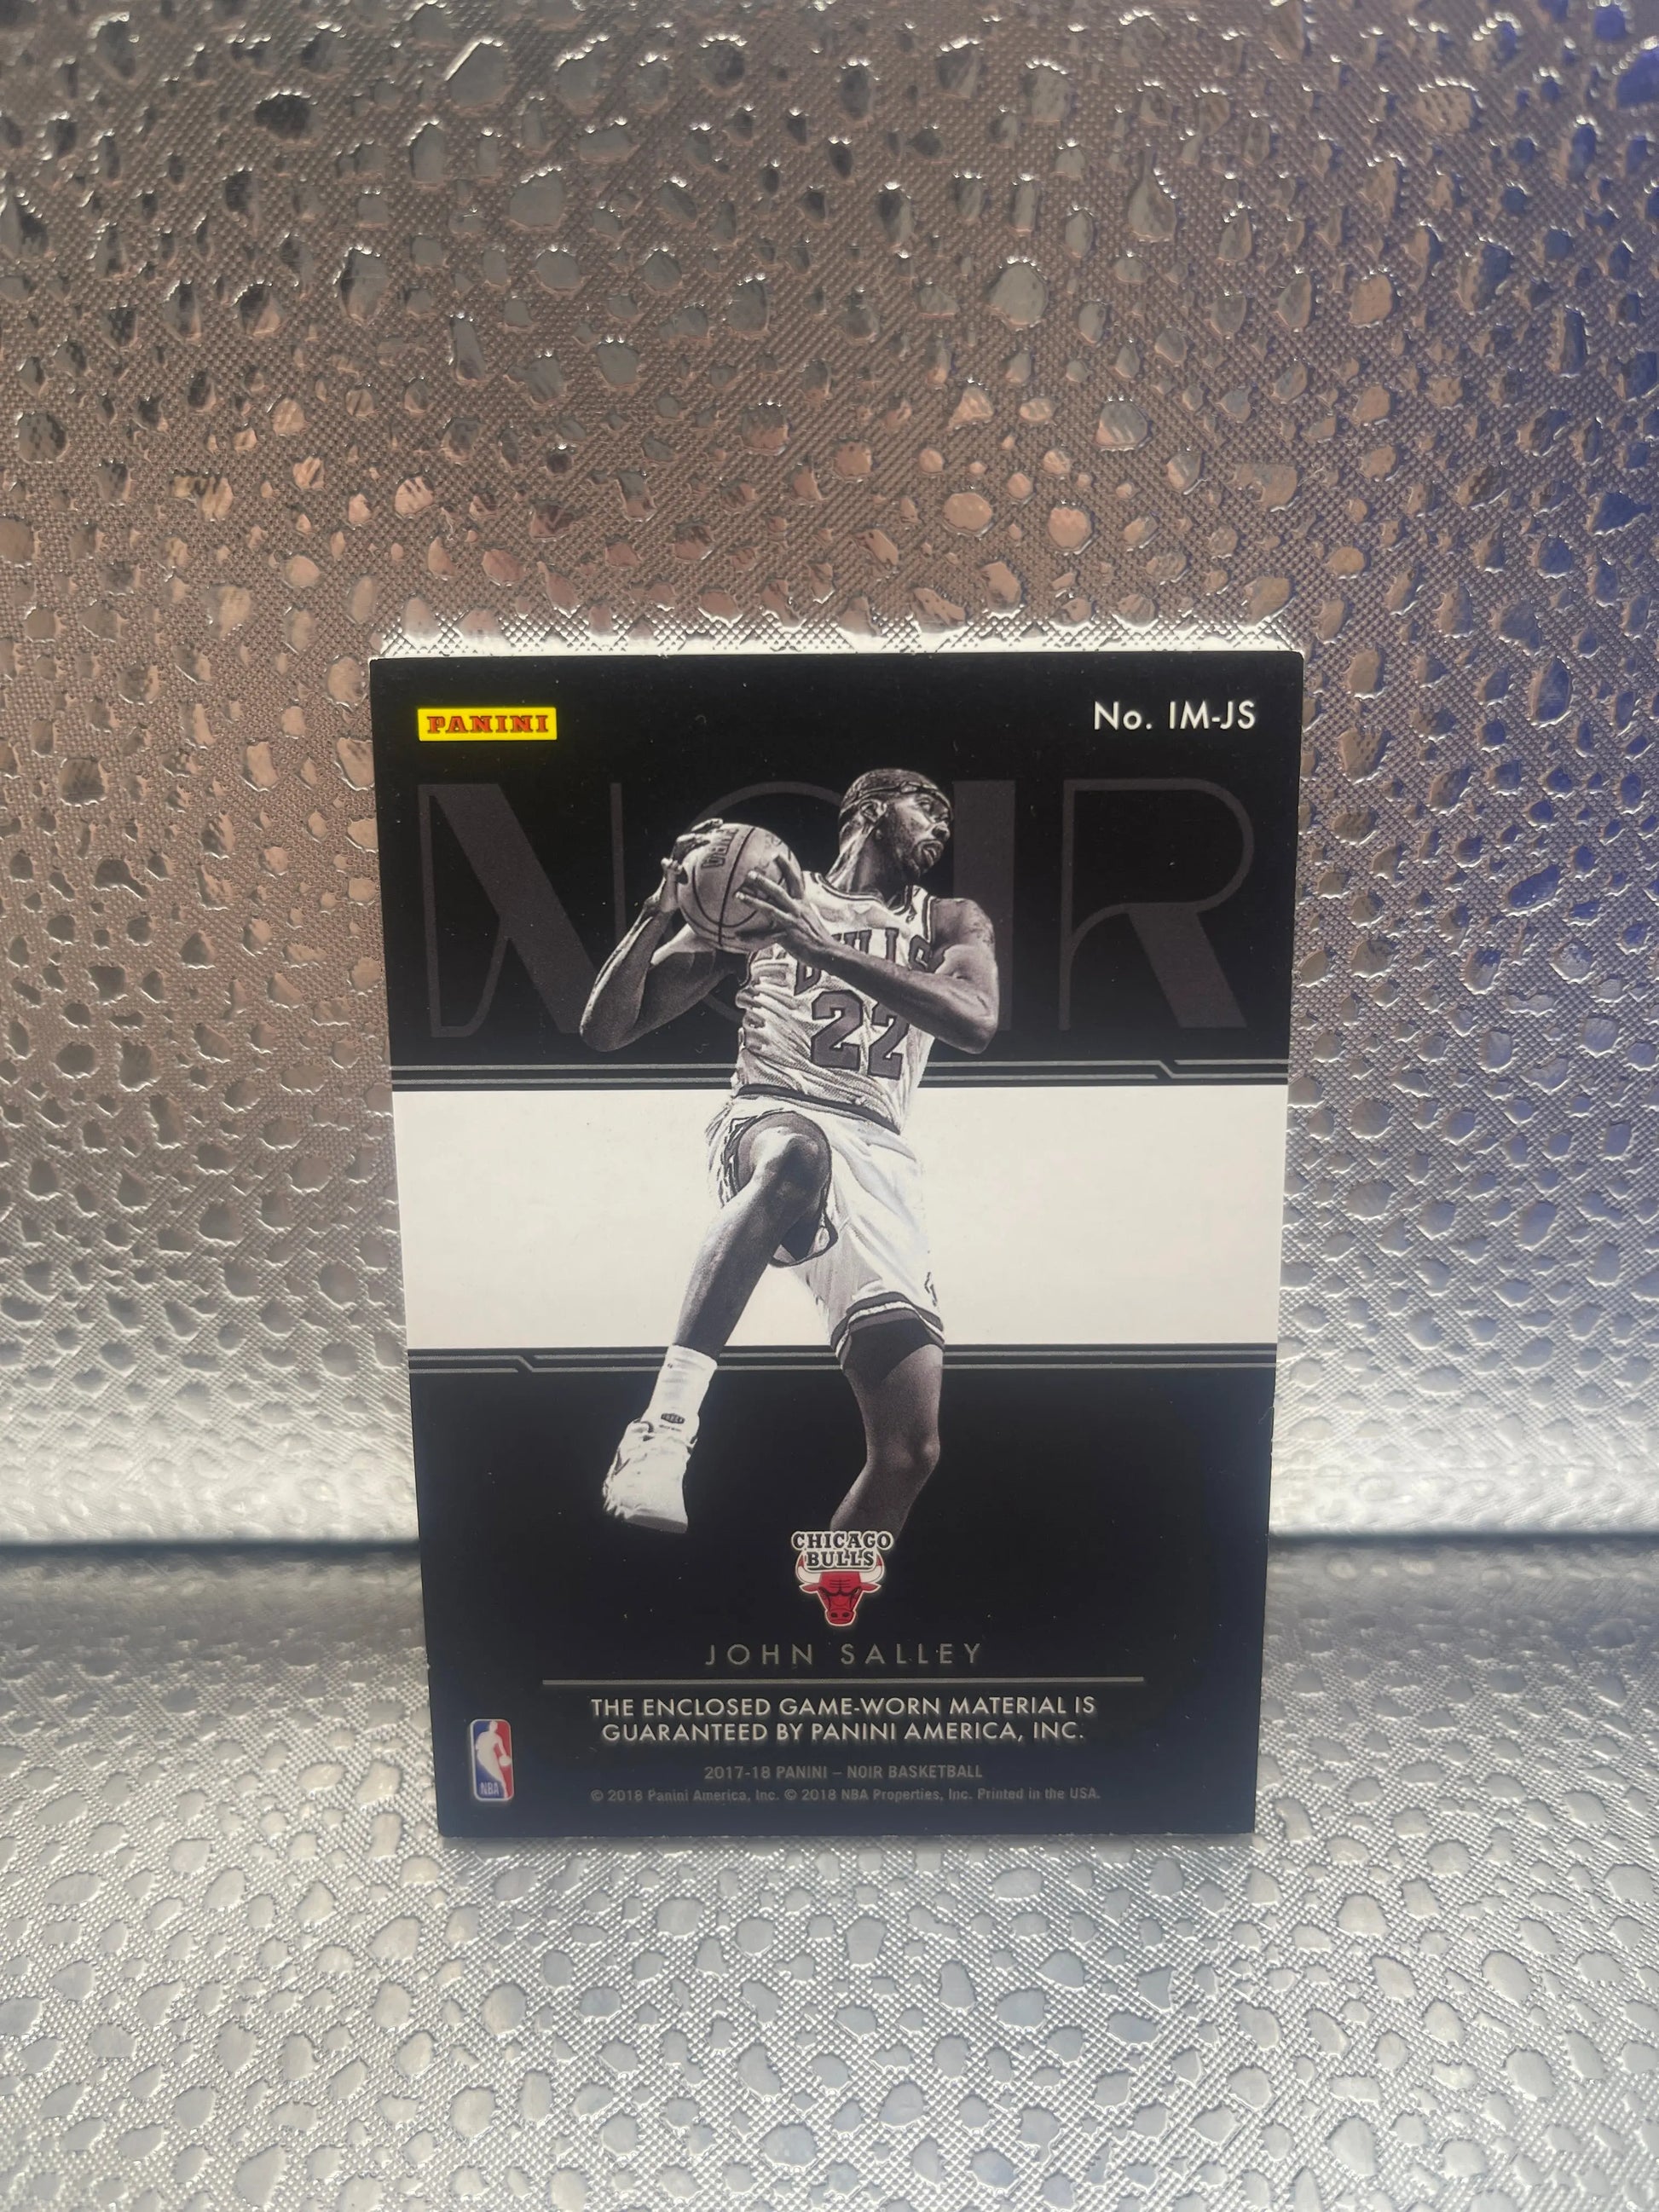 PANINI
No. IM-JS
NOIR
BULLS
22
CHICAGO
BULLS
JOHN SALLEY
THE ENCLOSED GAME-WORN MATERIAL IS
GUARANTEED BY PANINI AMERICA, INC.
NBA
2017-18 PANINI – NOIR BASKETBALL
© 2018 Panini America, Inc. © 2018 NBA Properties, Inc. Printed in the USA.